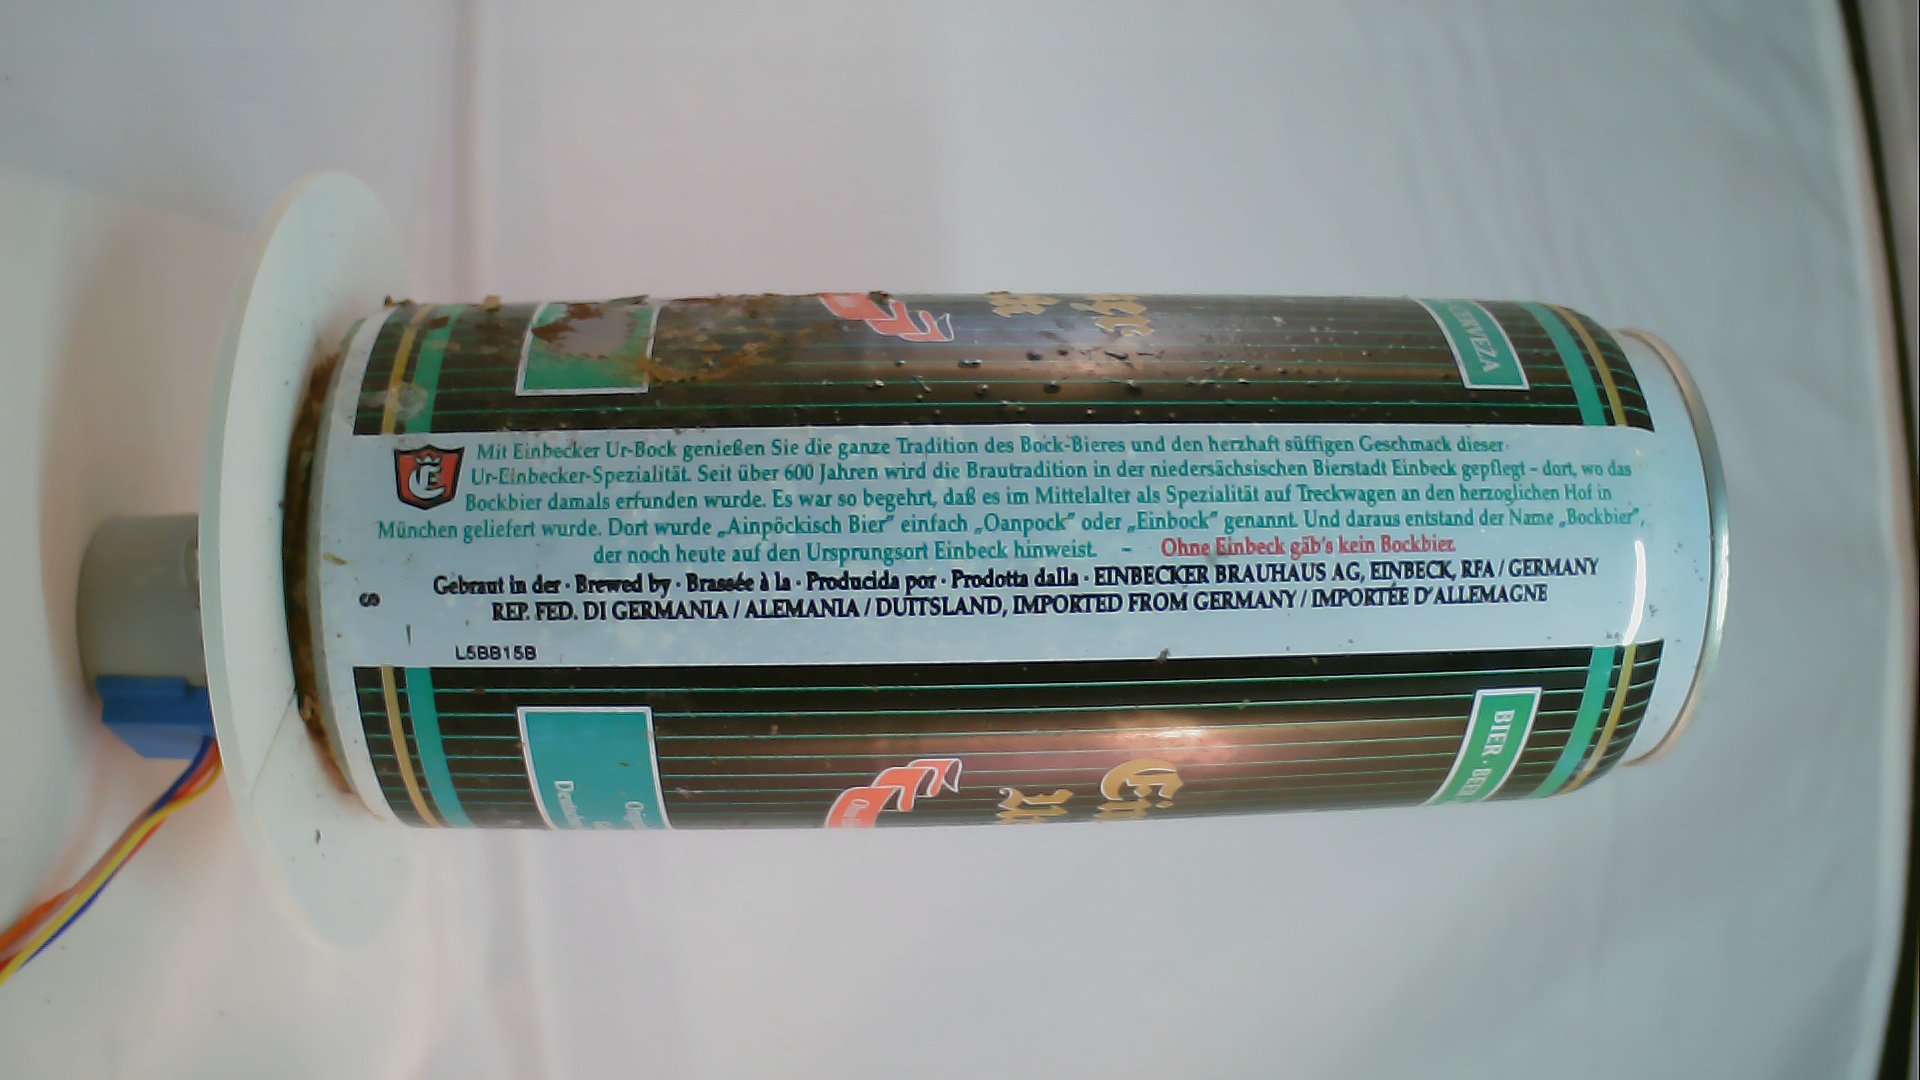 Mit Einbecker Ur-Bock genießen Sie die ganze Tradition des Bock-Bieres und den herzhaft süffigen Geschmack dieser
Ur-Einbecker-Spezialität. Seit über 600 Jahren wird die Brautradition in der niedersächsischen Bierstadt Einbeck gepflegt – dort, wo das
Bockbier damals erfunden wurde. Es war so begehrt, daß es im Mittelalter als Spezialität auf Treckwagen an den herzoglichen Hof in
München geliefert wurde. Dort wurde „Ainpöckisch Bier" einfach „Oanpock" oder „Einbock" genannt. Und daraus entstand der Name „Bockbier",
der noch heute auf den Ursprungsort Einbeck hinweist. – Ohne Einbeck gäb's kein Bockbier.
Gebraut in der · Brewed by · Brassée à la · Producida por · Prodotta dalla · EINBECKER BRAUHAUS AG, EINBECK, RFA / GERMANY
REP. FED. DI GERMANIA / ALEMANIA / DUITSLAND, IMPORTED FROM GERMANY / IMPORTÉE D'ALLEMAGNE
L5BB15B
BIER · BEER